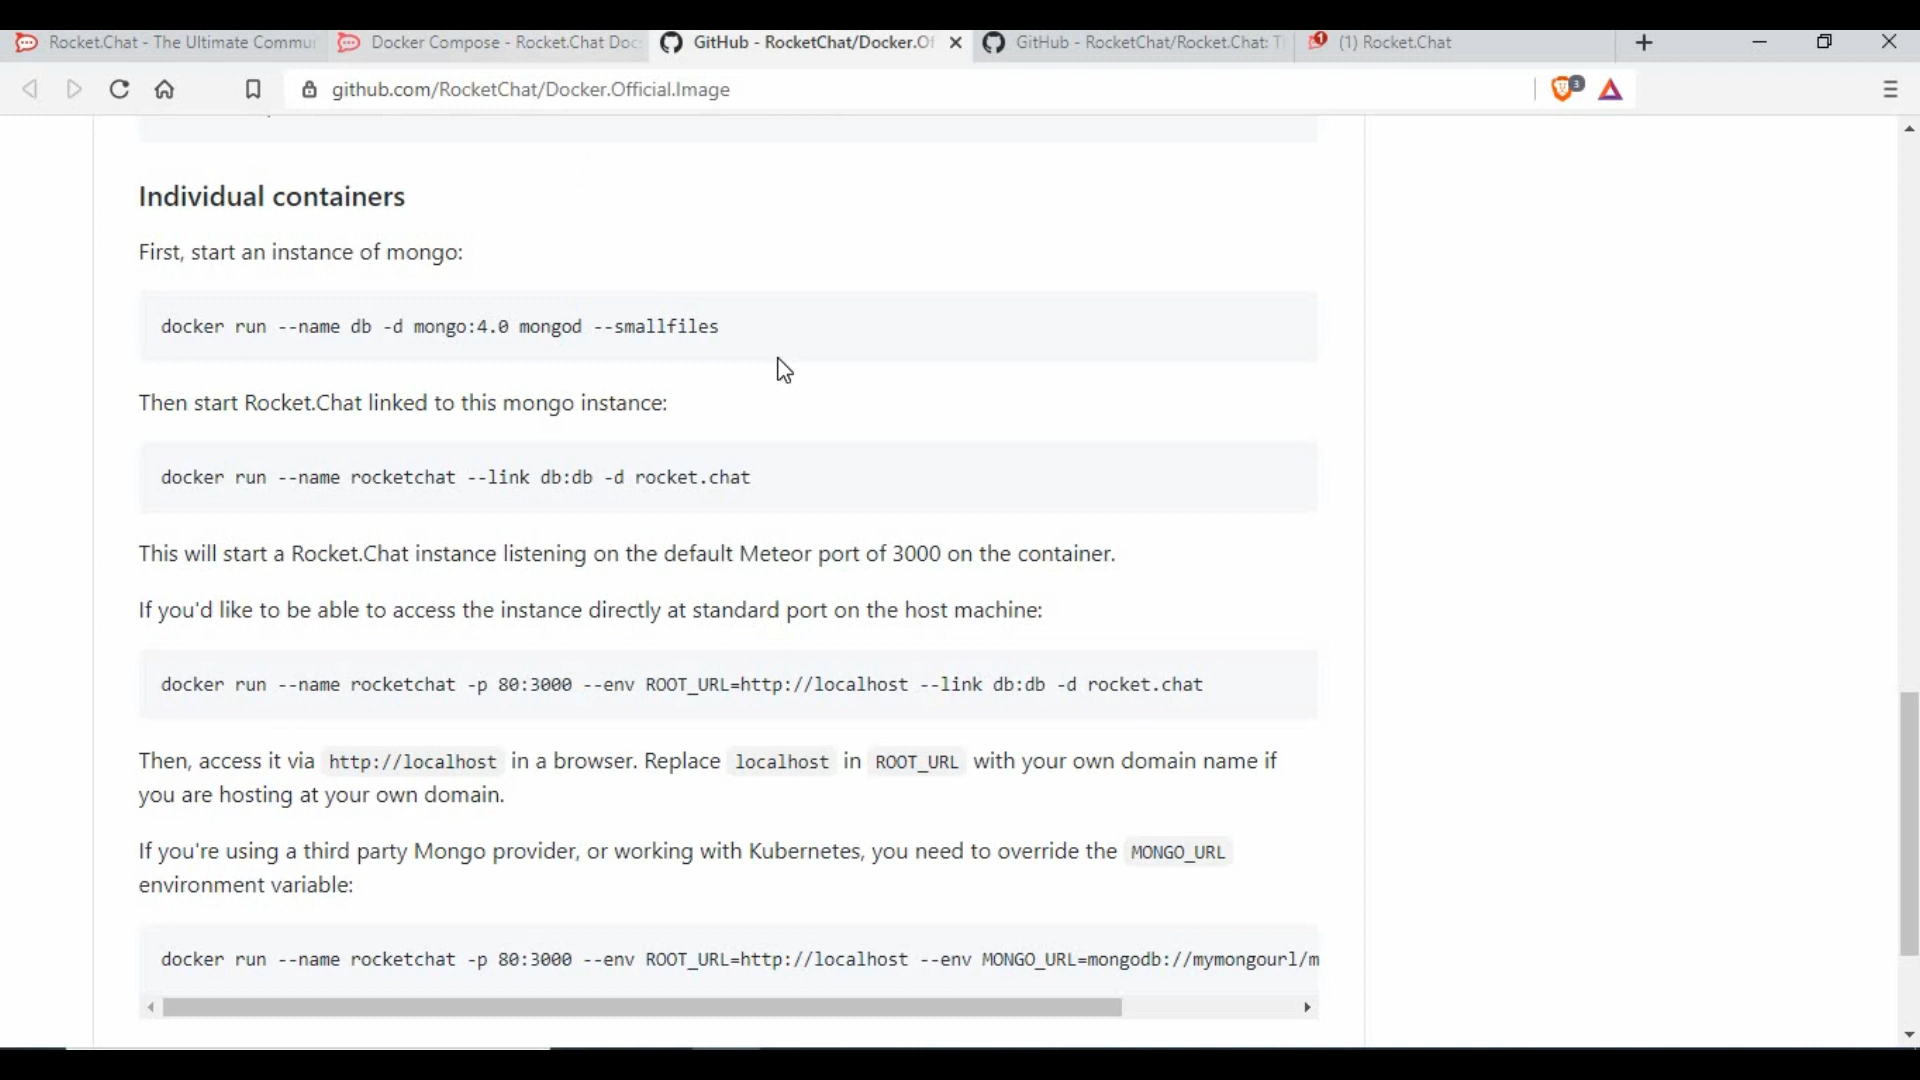 Rocket.Chat - The Ultimate Commu
Docker Compose - Rocket.Chat Doc
GitHub - RocketChat/Docker.Of
GitHub - RocketChat/Rocket.Chat: T
1
(1) Rocket.Chat
github.com/RocketChat/Docker.Official.Image
3
Individual containers
First, start an instance of mongo:
docker run --name db -d mongo:4.0 mongod --smallfiles
Then start Rocket.Chat linked to this mongo instance:
docker run --name rocketchat --link db:db -d rocket.chat
This will start a Rocket.Chat instance listening on the default Meteor port of 3000 on the container.
If you'd like to be able to access the instance directly at standard port on the host machine:
docker run --name rocketchat -p 80:3000 --env ROOT_URL=http://localhost --link db:db -d rocket.chat
Then, access it via http://localhost in a browser. Replace localhost in ROOT_URL with your own domain name if
you are hosting at your own domain.
If you're using a third party Mongo provider, or working with Kubernetes, you need to override the MONGO_URL
environment variable:
docker run --name rocketchat -p 80:3000 --env ROOT_URL=http://localhost --env MONGO_URL=mongodb://mymongourl/m